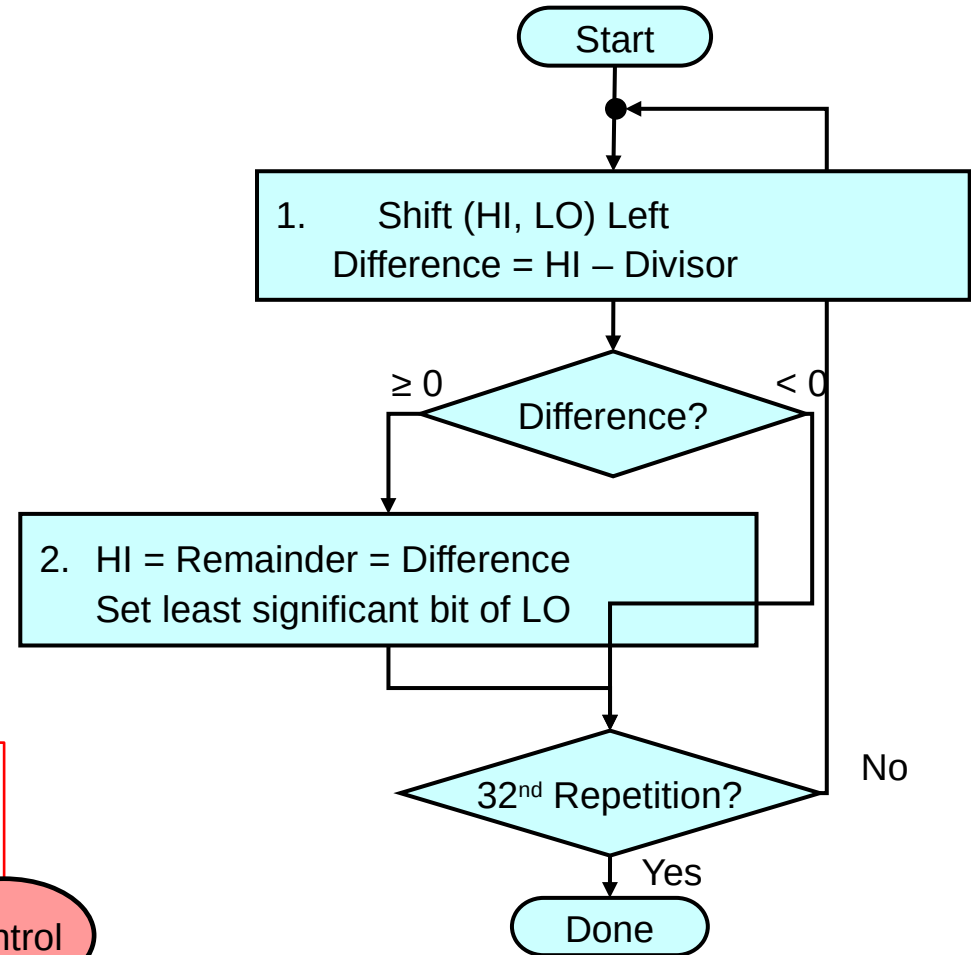 Start
1. Shift (HI, LO) Left
Difference = HI – Divisor
≥ 0
< 0
Difference?
2. HI = Remainder = Difference
Set least significant bit of LO
No
32nd Repetition?
Yes
Done